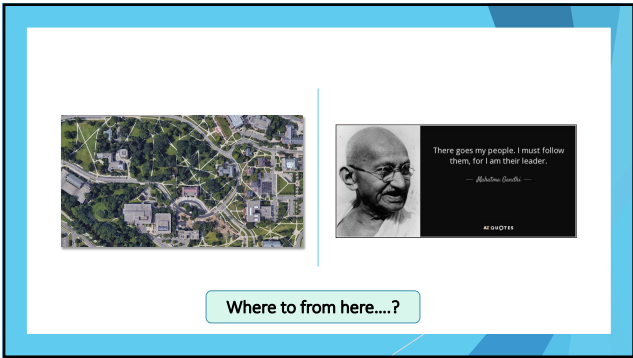 There goes my people. I must follow
them, for I am their leader.
— Mahatma Gandhi —
AZ QUOTES
Where to from here....?